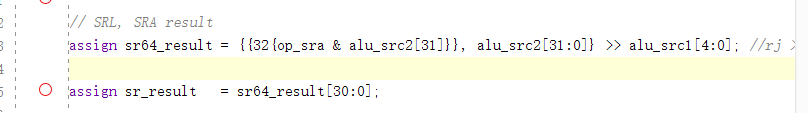 // SRL, SRA result
assign sr64_result = {{32{op_sra & alu_src2[31]}}, alu_src2[31:0]} >> alu_src1[4:0]; //rj >
assign sr_result = sr64_result[30:0];